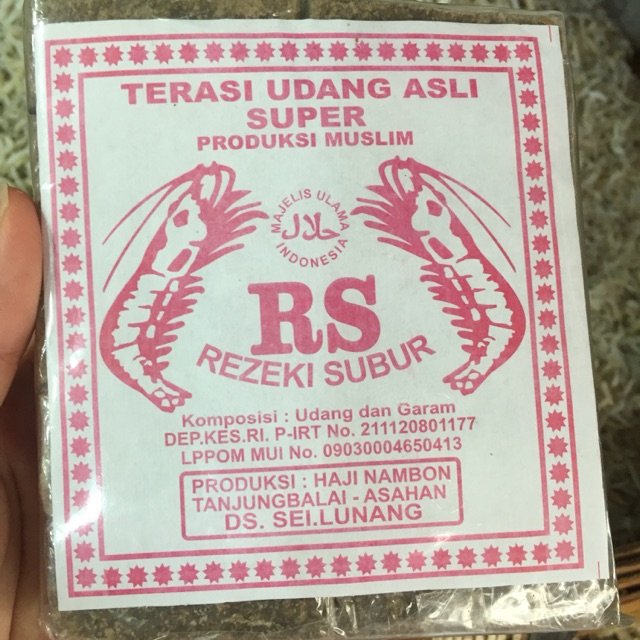 TERASI UDANG ASLI
SUPER
PRODUKSI MUSLIM
MAJELIS ULAMA
حلال
INDONESIA
RS
REZEKI SUBUR
Komposisi : Udang dan Garam
DEP.KES.RI. P-IRT No. 211120801177
LPPOM MUI No. 09030004650413
PRODUKSI : HAJI NAMBON
TANJUNGBALAI - ASAHAN
DS. SEI.LUNANG